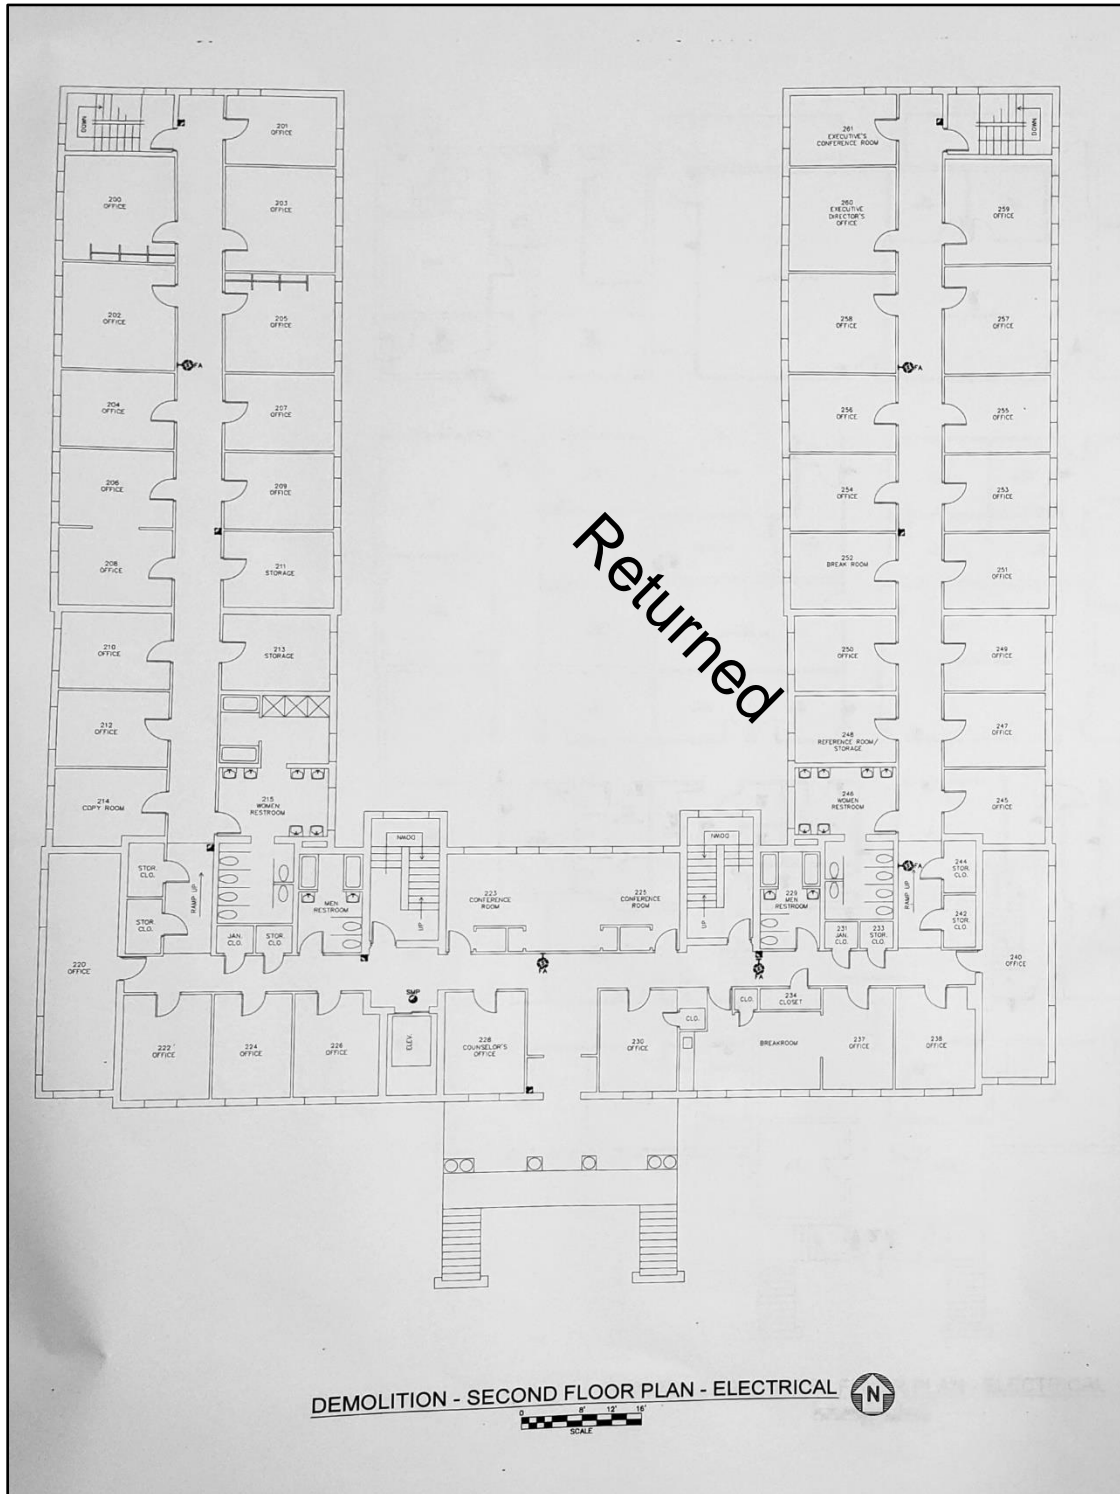 DOWN
201
OFFICE
261
EXECUTIVE'S
CONFERENCE ROOM
DOWN
200
OFFICE
203
OFFICE
260
EXECUTIVE
DIRECTOR'S
OFFICE
259
OFFICE
202
OFFICE
205
OFFICE
258
OFFICE
257
OFFICE
FA
FA
204
OFFICE
207
OFFICE
256
OFFICE
255
OFFICE
206
OFFICE
209
OFFICE
254
OFFICE
253
OFFICE
Returned
208
OFFICE
211
STORAGE
252
BREAK ROOM
251
OFFICE
210
OFFICE
213
STORAGE
250
OFFICE
249
OFFICE
212
OFFICE
248
REFERENCE ROOM/
STORAGE
247
OFFICE
214
COPY ROOM
215
WOMEN
RESTROOM
246
WOMEN
RESTROOM
245
OFFICE
DOWN
DOWN
STOR.
CLO.
RAMP UP
MEN
RESTROOM
UP
223
CONFERENCE
ROOM
225
CONFERENCE
ROOM
UP
229
MEN
RESTROOM
FA
RAMP UP
244
STOR.
CLO.
STOR.
CLO.
242
STOR.
CLO.
JAN.
CLO.
STOR.
CLO.
231
JAN.
CLO.
233
STOR.
CLO.
220
OFFICE
FA
FA
240
OFFICE
SMP
CLO.
234
CLOSET
222
OFFICE
224
OFFICE
226
OFFICE
ELEV.
228
COUNSELOR'S
OFFICE
230
OFFICE
CLO.
BREAKROOM
237
OFFICE
238
OFFICE
DEMOLITION - SECOND FLOOR PLAN - ELECTRICAL
N
0 8' 12' 16'
SCALE